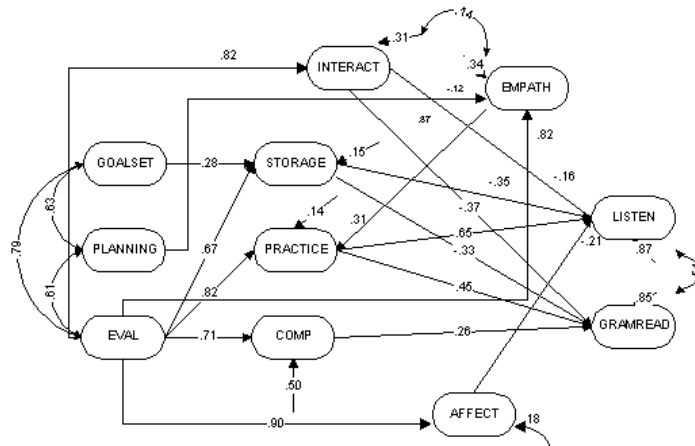 .14
.82
.31
INTERACT
.34
EMPATH
-.12
.87
.82
.15
GOALSET
.28
STORAGE
-.35
-.16
.63
.14
.31
-.37
LISTEN
.79
PLANNING
PRACTICE
.65
-.21
.67
-.33
.87
.61
.82
.45
.85
EVAL
.71
COMP
.26
GRAMREAD
.50
.90
AFFECT
.18